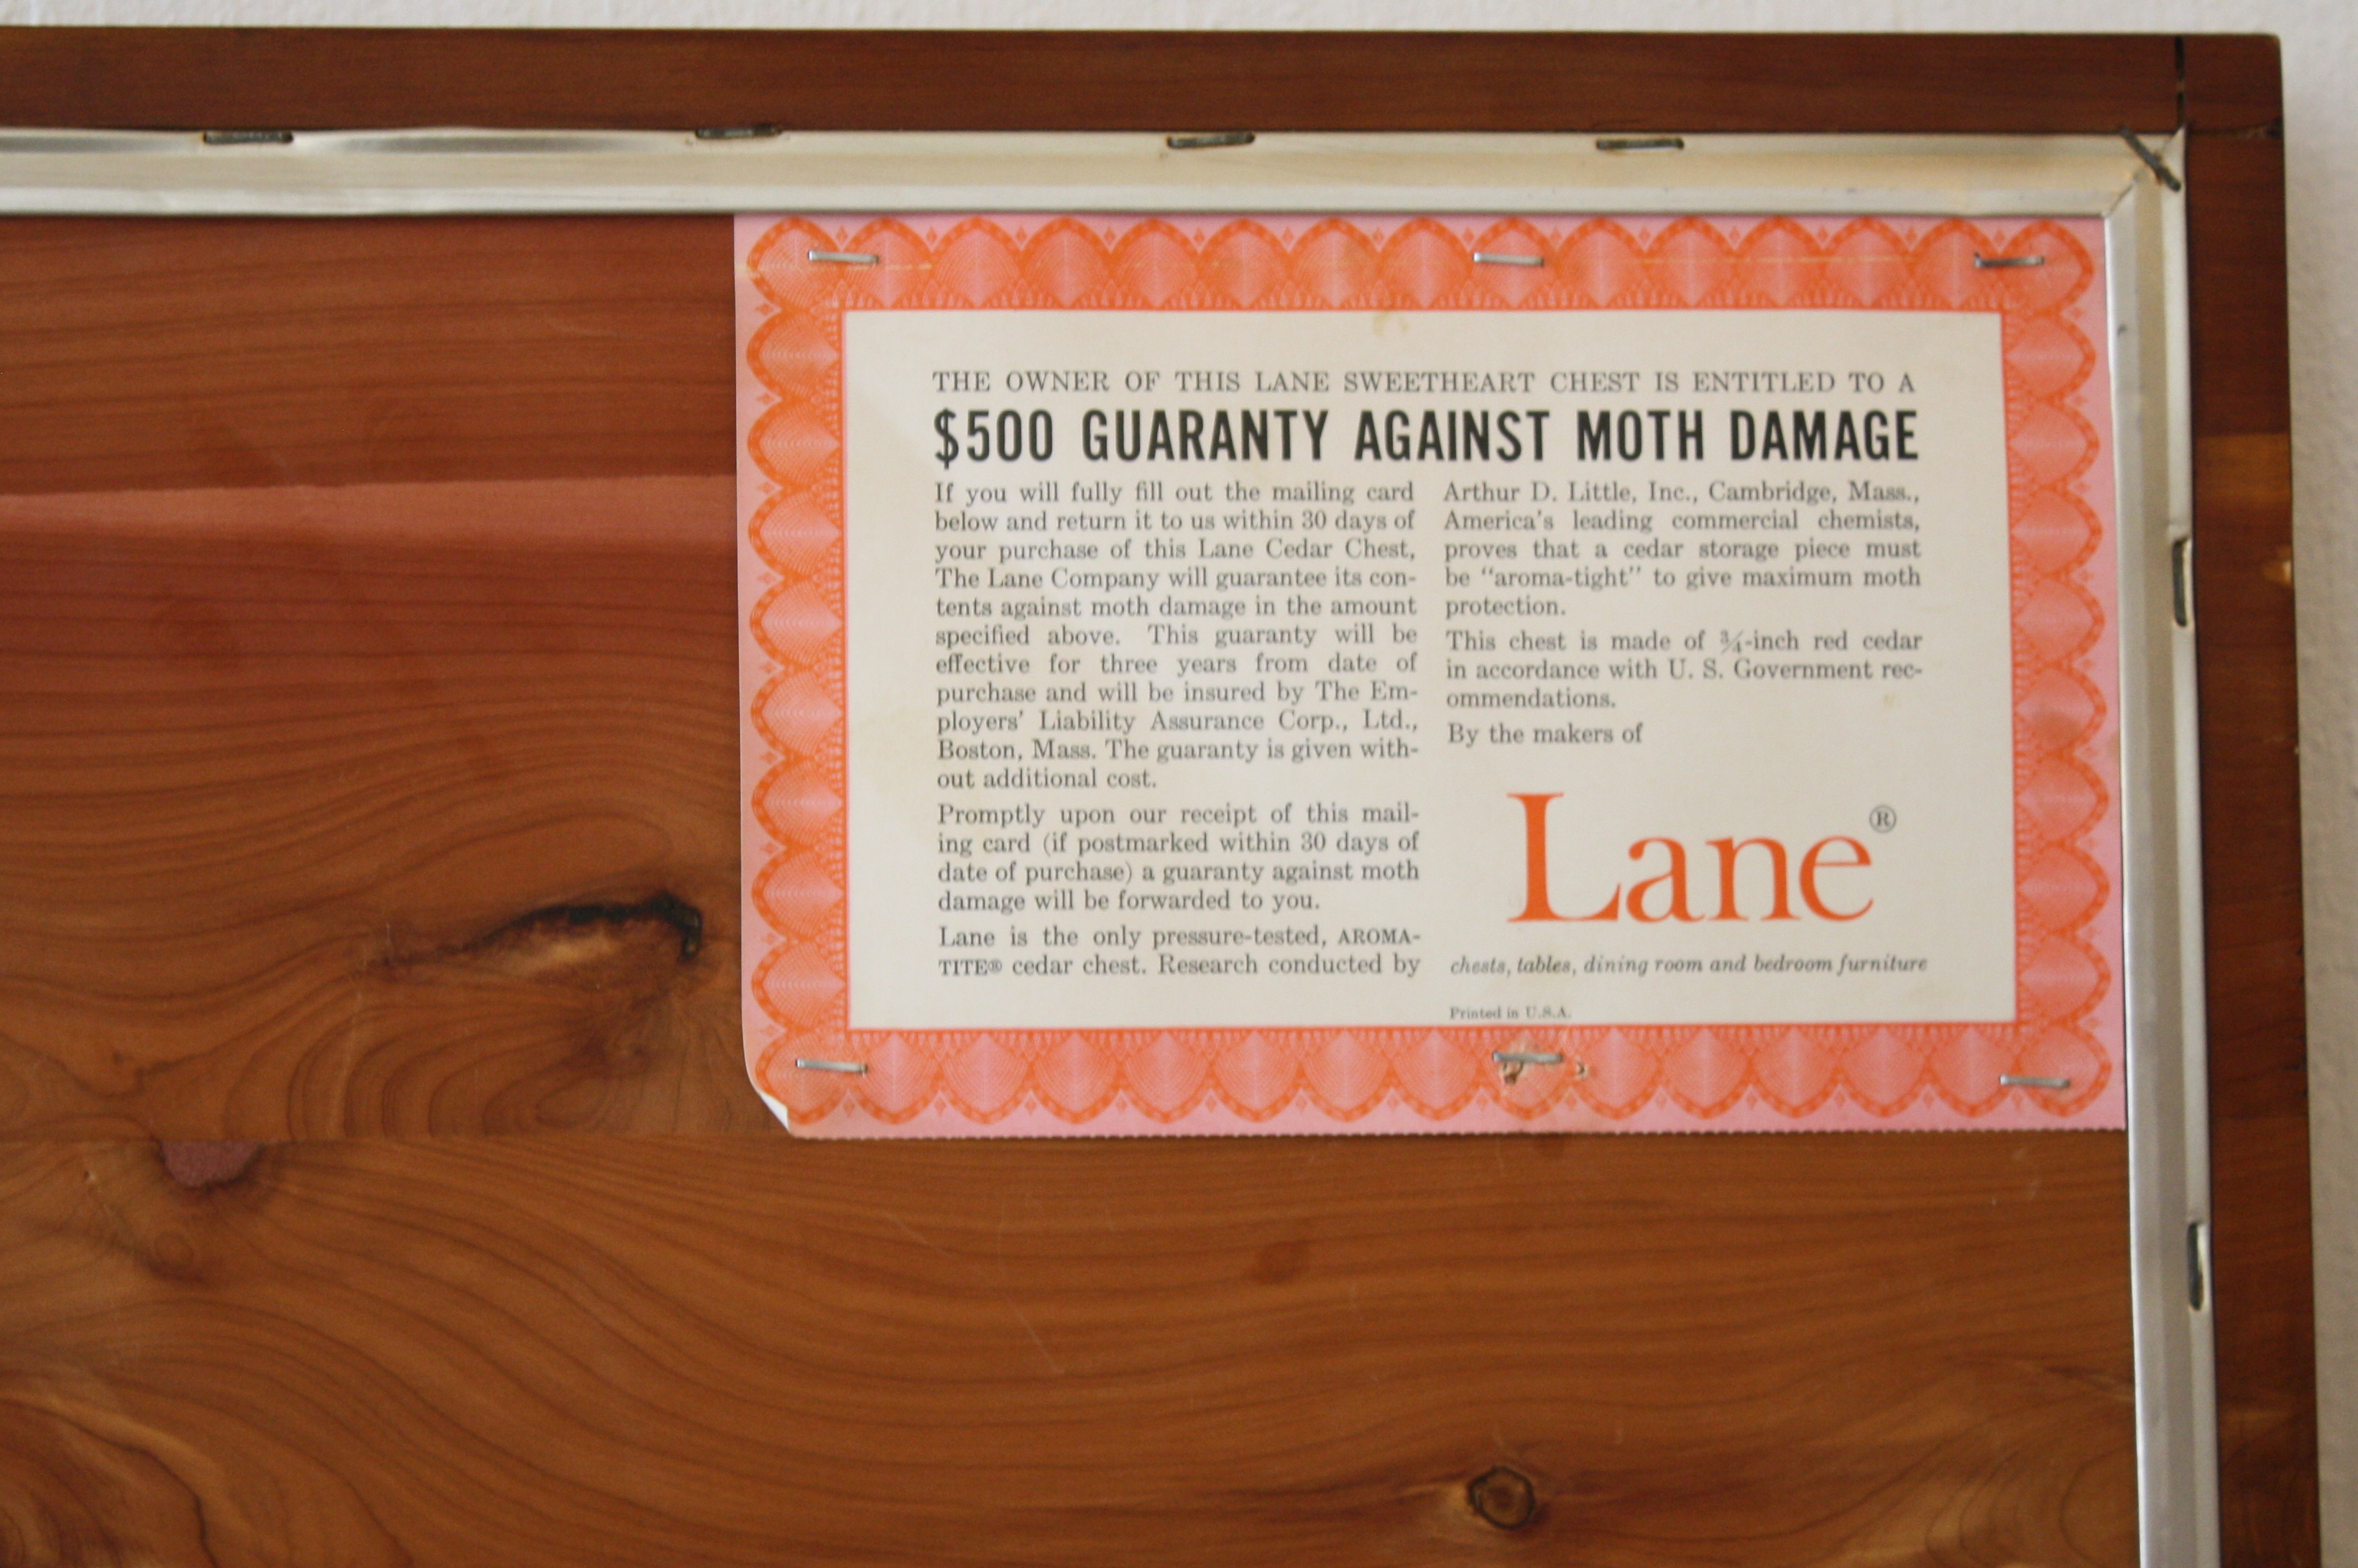 THE OWNER OF THIS LANE SWEETHEART CHEST IS ENTITLED TO A
$500 GUARANTY AGAINST MOTH DAMAGE
If you will fully fill out the mailing card
below and return it to us within 30 days of
your purchase of this Lane Cedar Chest,
The Lane Company will guarantee its con-
tents against moth damage in the amount
specified above. This guaranty will be
effective for three years from date of
purchase and will be insured by The Em-
ployers' Liability Assurance Corp., Ltd.,
Boston, Mass. The guaranty is given with-
out additional cost.
Promptly upon our receipt of this mail-
ing card (if postmarked within 30 days of
date of purchase) a guaranty against moth
damage will be forwarded to you.
Lane is the only pressure-tested, AROMA-
TITE® cedar chest. Research conducted by
Arthur D. Little, Inc., Cambridge, Mass.,
America's leading commercial chemists,
proves that a cedar storage piece must
be “aroma-tight” to give maximum moth
protection.
This chest is made of ¾-inch red cedar
in accordance with U. S. Government rec-
ommendations.
By the makers of
Lane®
chests, tables, dining room and bedroom furniture
Printed in U.S.A.